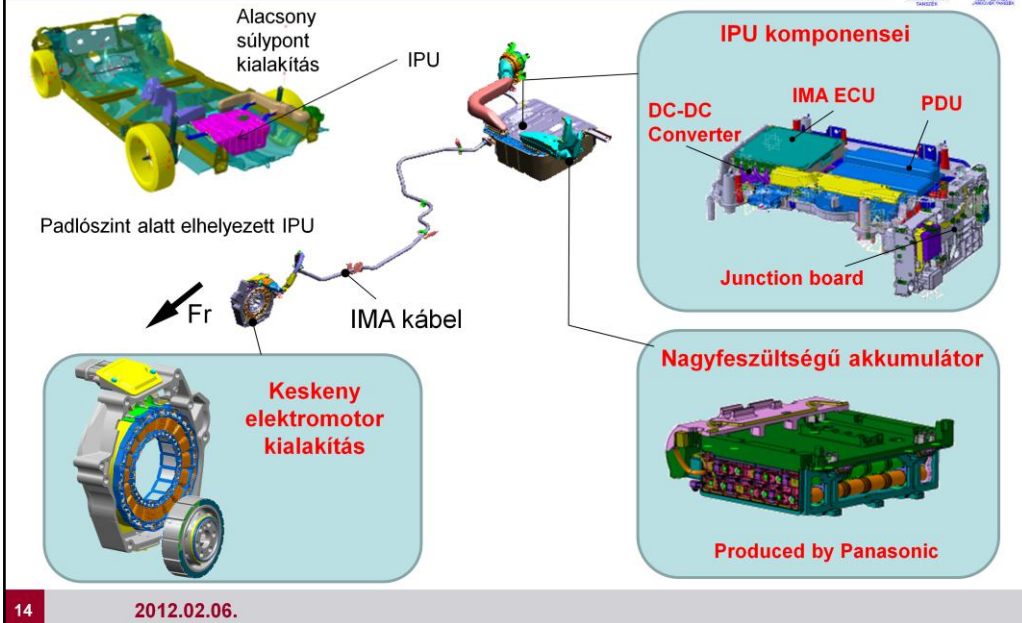 Alacsony
súlypont
kialakítás
IPU
Padlószint alatt elhelyezett IPU
Fr
IMA kábel
IPU komponensei
DC-DC
Converter
IMA ECU
PDU
Junction board
Keskeny
elektromotor
kialakítás
Nagyfeszültségű akkumulátor
Produced by Panasonic
14
2012.02.06.